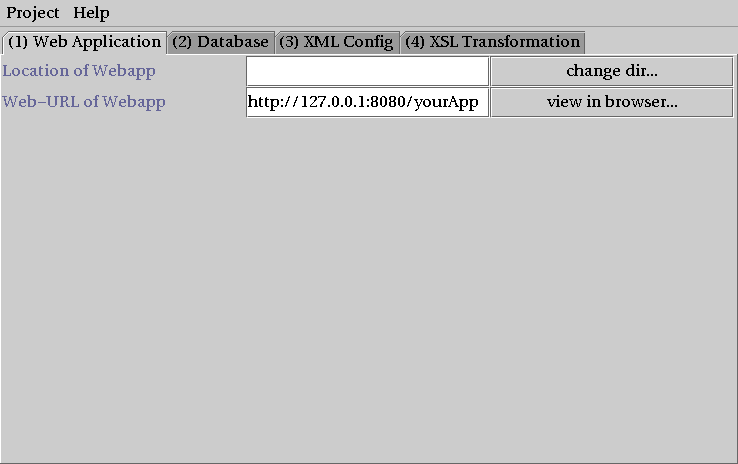 Project Help
(1) Web Application (2) Database (3) XML Config (4) XSL Transformation
Location of Webapp change dir...
Web-URL of Webapp http://127.0.0.1:8080/yourApp view in browser...